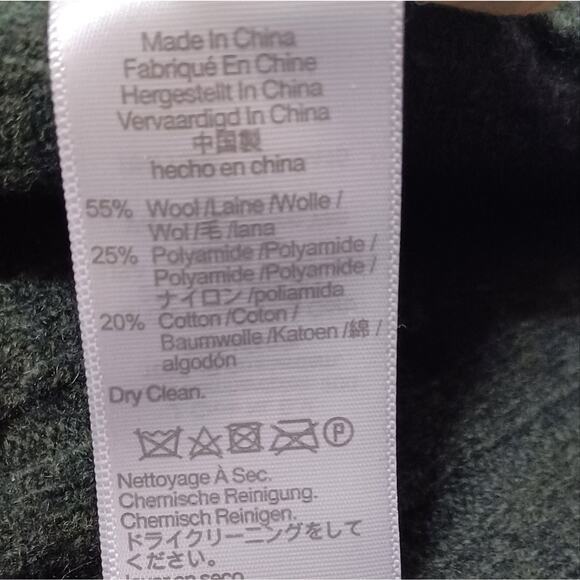 Made In China
Fabriqué En Chine
Hergestellt In China
Vervaardigd In China
中国製
hecho en china
55% Wool /Laine /Wolle /
Wol /毛 /lana
25% Polyamide /Polyamide /
Polyamide /Polyamide /
ナイロン /poliamida
20% Cotton /Coton /
Baumwolle /Katoen /綿 /
algodón
Dry Clean.
P
Nettoyage À Sec.
Chemische Reinigung.
Chemisch Reinigen.
ドライクリーニングをして
ください。
lavar en seco